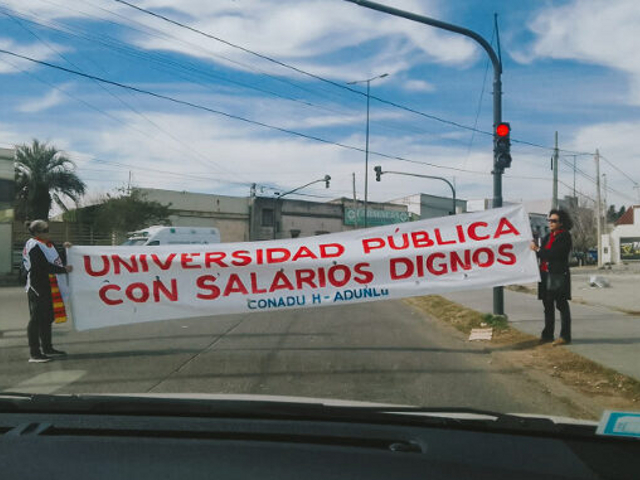 UNIVERSIDAD PÚBLICA
CON SALARIOS DIGNOS
CONADU H - ADUNLu